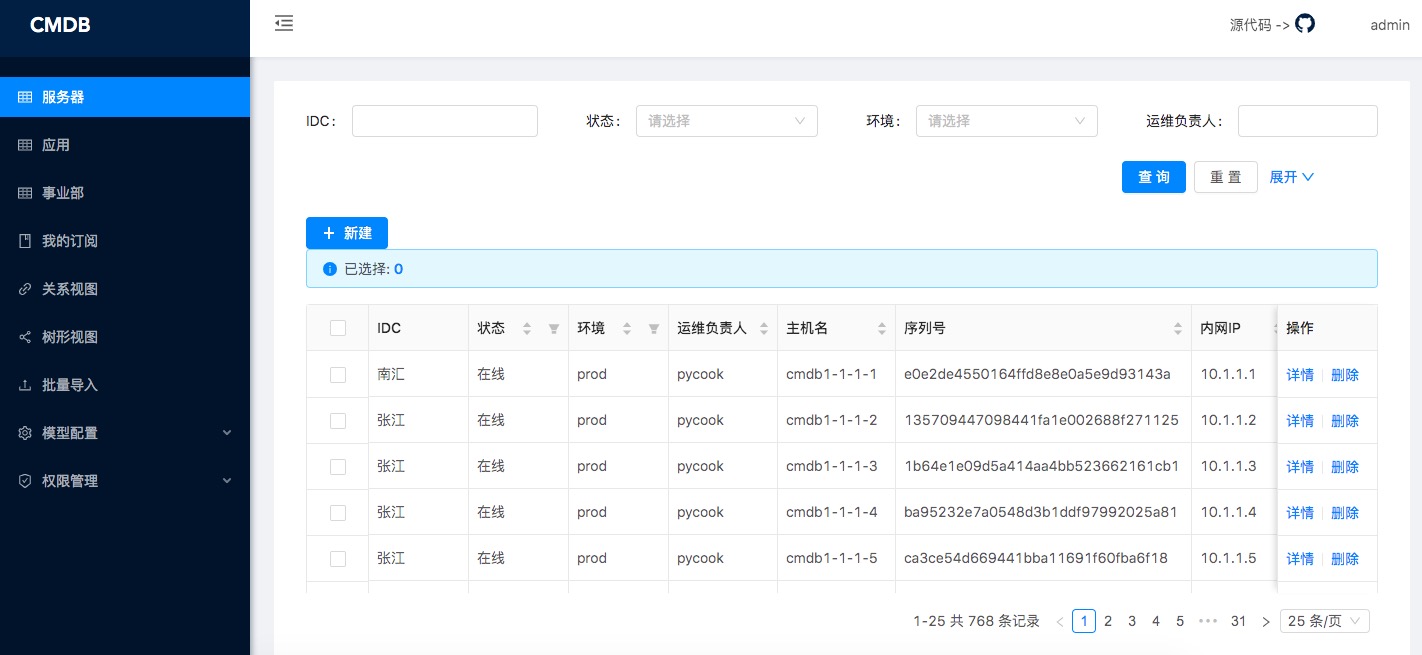 CMDB
源代码 ->
admin
服务器
应用
事业部
我的订阅
关系视图
树形视图
批量导入
模型配置
权限管理
IDC: 状态: 请选择 环境: 请选择 运维负责人:
查 询 重 置 展开
+ 新建
已选择: 0
IDC 状态 环境 运维负责人 主机名 序列号 内网IP 操作
南汇 在线 prod pycook cmdb1-1-1-1 e0e2de4550164ffd8e8e0a5e9d93143a 10.1.1.1 详情 删除
张江 在线 prod pycook cmdb1-1-1-2 135709447098441fa1e002688f271125 10.1.1.2 详情 删除
张江 在线 prod pycook cmdb1-1-1-3 1b64e1e09d5a414aa4bb523662161cb1 10.1.1.3 详情 删除
张江 在线 prod pycook cmdb1-1-1-4 ba95232e7a0548d3b1ddf97992025a81 10.1.1.4 详情 删除
张江 在线 prod pycook cmdb1-1-1-5 ca3ce54d669441bba11691f60fba6f18 10.1.1.5 详情 删除
1-25 共 768 条记录 < 1 2 3 4 5 ••• 31 > 25 条/页